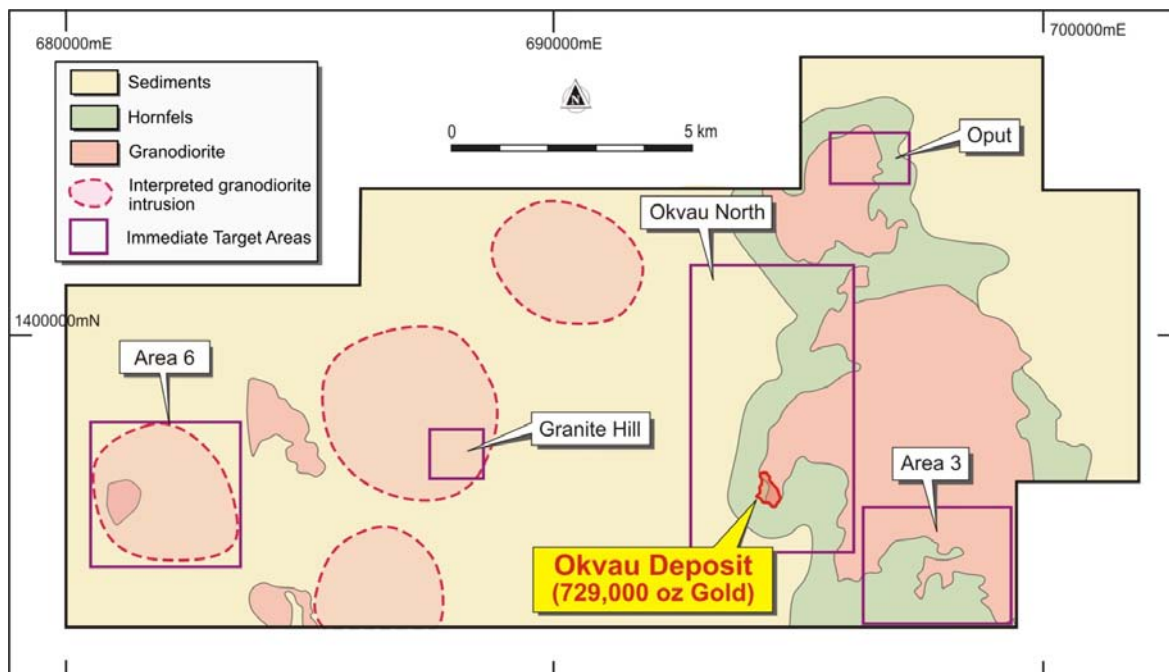 680000mE
690000mE
700000mE
Sediments
Hornfels
Granodiorite
Interpreted granodiorite
intrusion
Immediate Target Areas
N
0
5 km
Oput
Okvau North
1400000mN
Area 6
Granite Hill
Area 3
Okvau Deposit
(729,000 oz Gold)